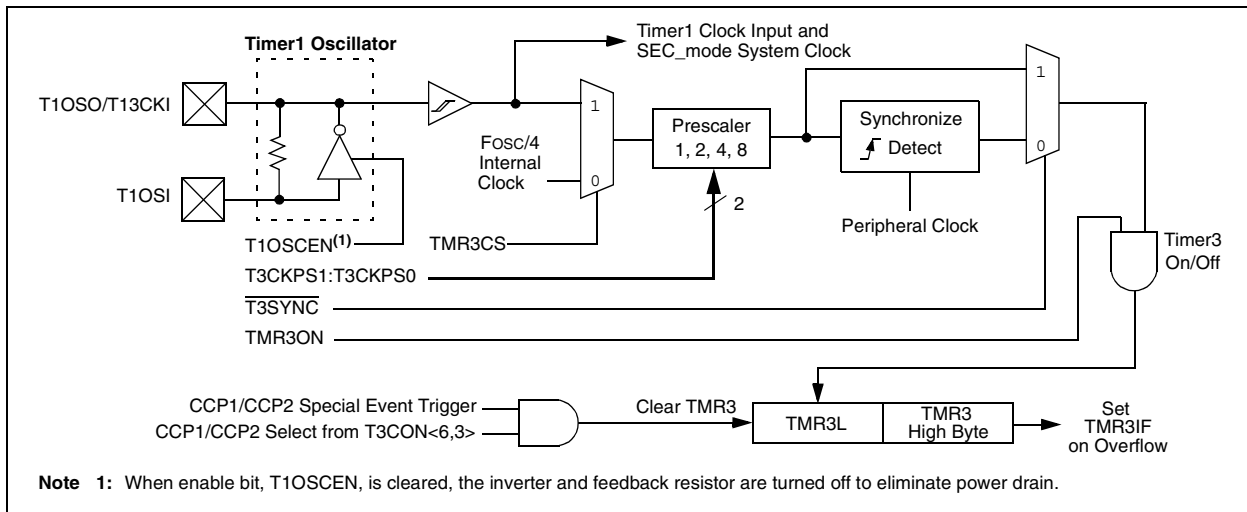 Timer1 Clock Input and
SEC_mode System Clock
Timer1 Oscillator
T1OSO/T13CKI
T1OSI
1
FOSC/4
Internal
Clock
0
Prescaler
1, 2, 4, 8
2
Synchronize
Detect
Peripheral Clock
1
0
T1OSCEN(1)
TMR3CS
T3CKPS1:T3CKPS0
T3SYNC
TMR3ON
Timer3
On/Off
CCP1/CCP2 Special Event Trigger
CCP1/CCP2 Select from T3CON<6,3>
Clear TMR3
TMR3L
TMR3
High Byte
Set
TMR3IF
on Overflow
Note 1: When enable bit, T1OSCEN, is cleared, the inverter and feedback resistor are turned off to eliminate power drain.